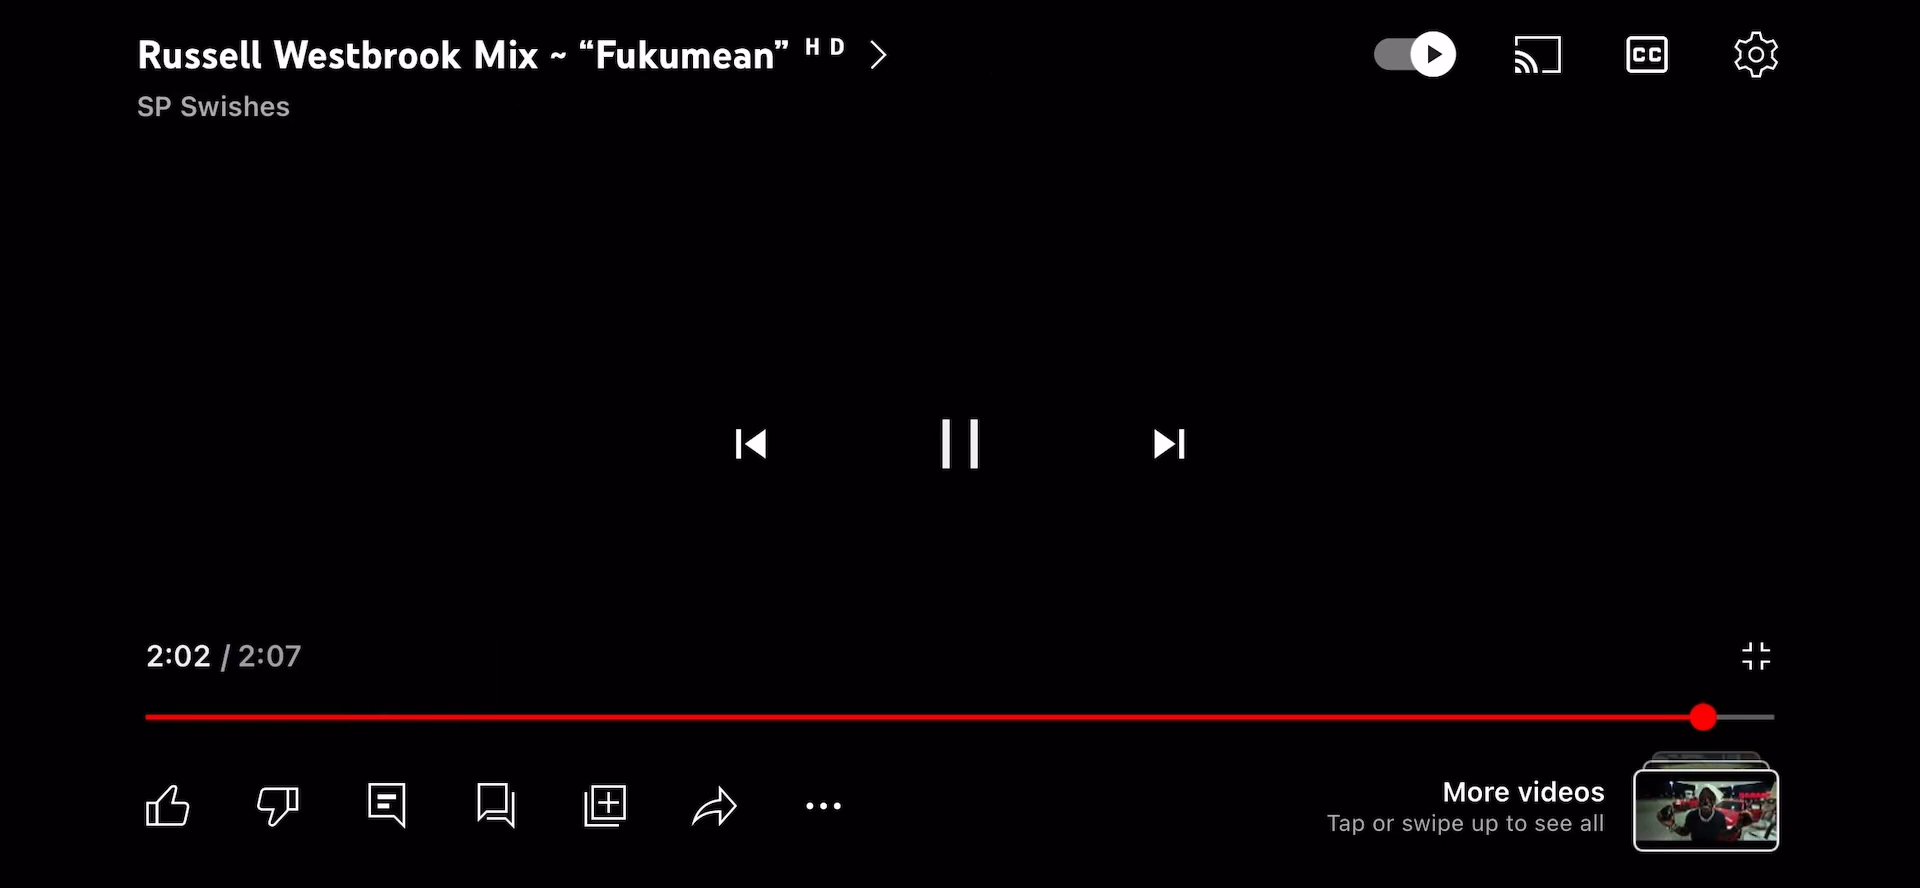 Russell Westbrook Mix ~ “Fukumean” ᴴ ᴰ
SP Swishes
CC
2:02 / 2:07
More videos
Tap or swipe up to see all